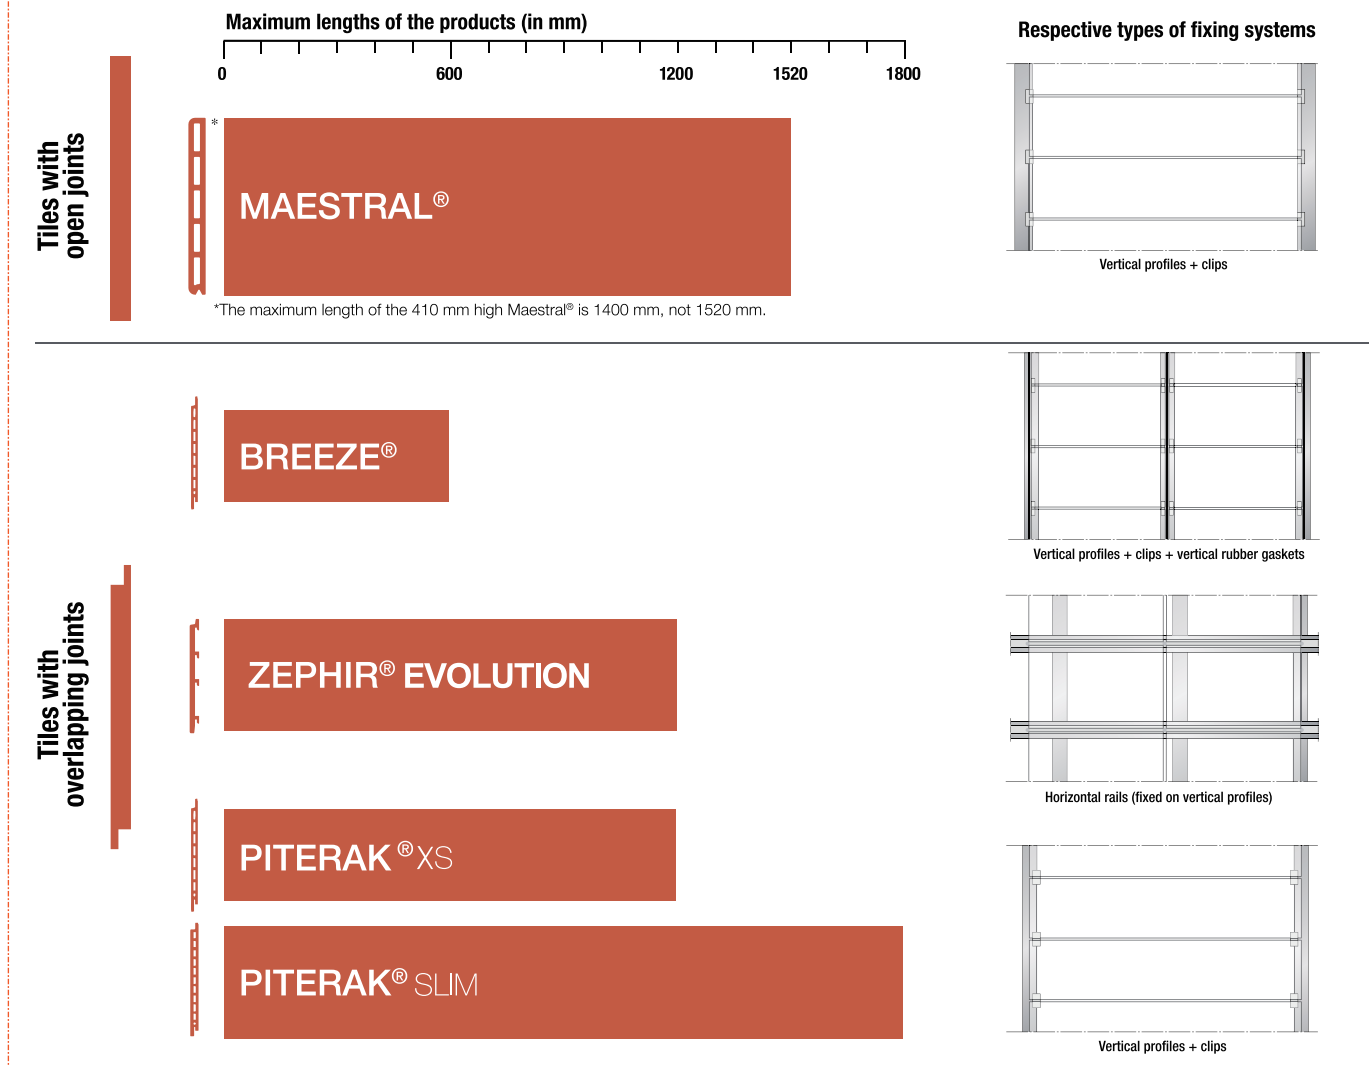 Maximum lengths of the products (in mm)
0 600 1200 1520 1800
Respective types of fixing systems
Tiles with
open joints
*
MAESTRAL®
*The maximum length of the 410 mm high Maestral® is 1400 mm, not 1520 mm.
Vertical profiles + clips
Tiles with
overlapping joints
BREEZE®
Vertical profiles + clips + vertical rubber gaskets
ZEPHIR® EVOLUTION
Horizontal rails (fixed on vertical profiles)
PITERAK® XS
PITERAK® SLIM
Vertical profiles + clips